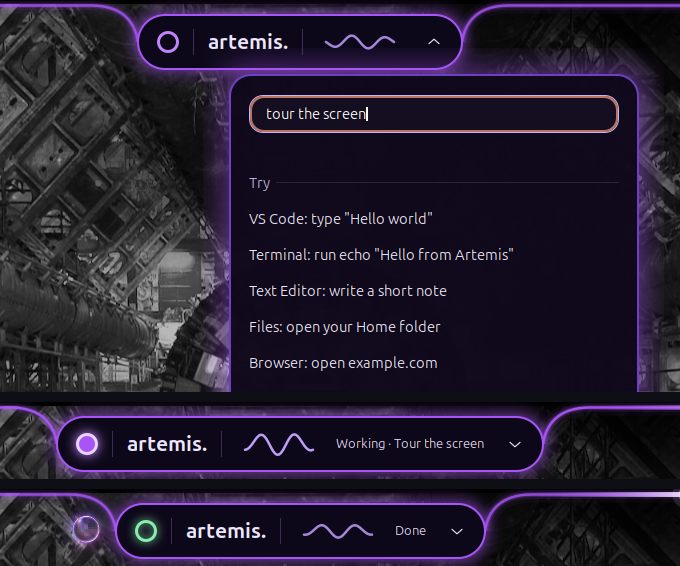 artemis.
tour the screen
Try
VS Code: type "Hello world"
Terminal: run echo "Hello from Artemis"
Text Editor: write a short note
Files: open your Home folder
Browser: open example.com
artemis. Working · Tour the screen
artemis. Done